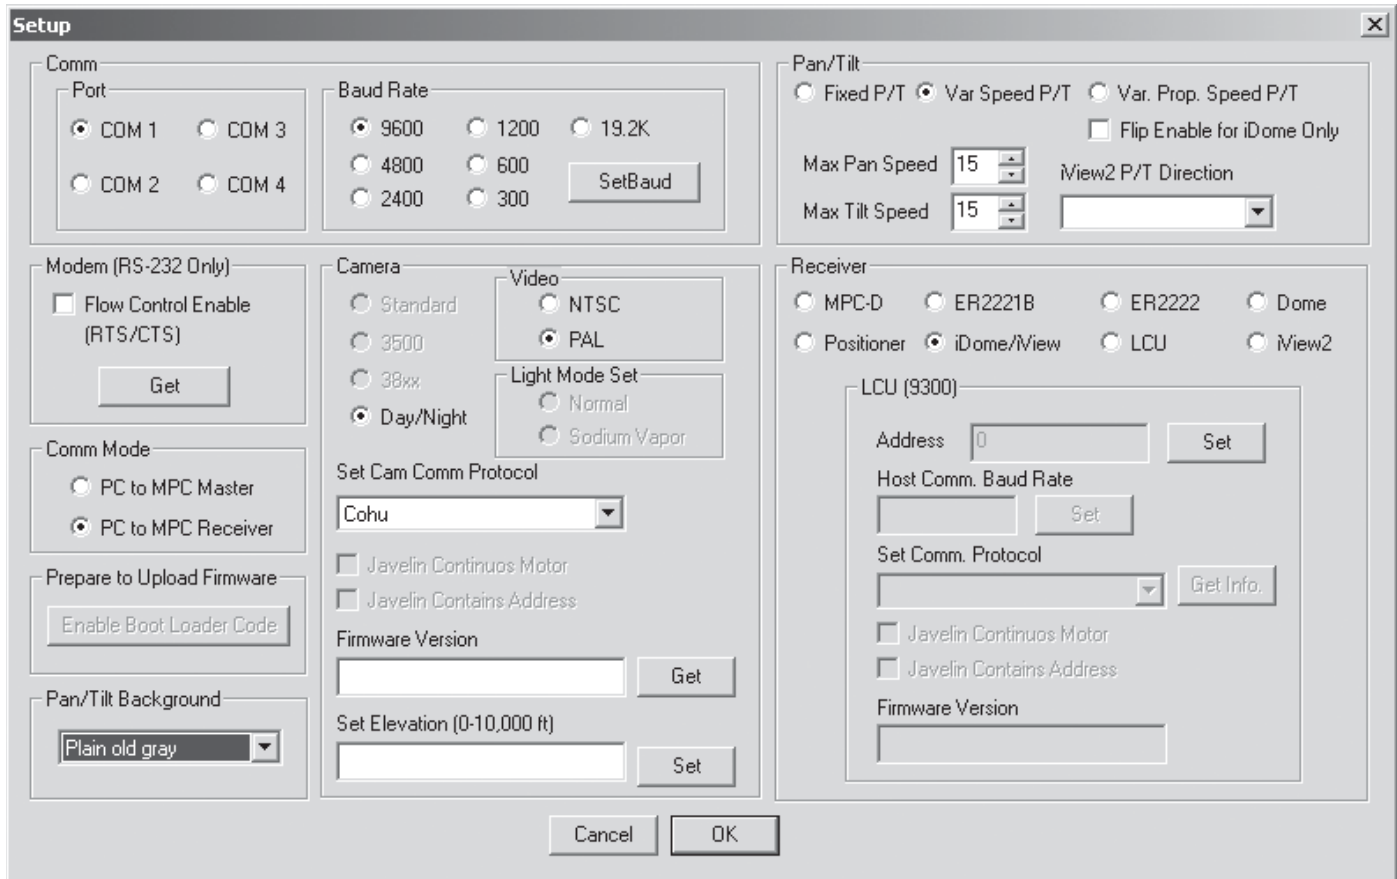 Setup
Comm
Port
COM 1
COM 3
COM 2
COM 4
Baud Rate
9600
1200
19.2K
4800
600
2400
300
SetBaud
Pan/Tilt
Fixed P/T
Var Speed P/T
Var. Prop. Speed P/T
Flip Enable for iDome Only
Max Pan Speed
15
Max Tilt Speed
15
iView2 P/T Direction
Modem (RS-232 Only)
Flow Control Enable
(RTS/CTS)
Get
Comm Mode
PC to MPC Master
PC to MPC Receiver
Prepare to Upload Firmware
Enable Boot Loader Code
Pan/Tilt Background
Plain old gray
Camera
Standard
3500
38xx
Day/Night
Video
NTSC
PAL
Light Mode Set
Normal
Sodium Vapor
Set Cam Comm Protocol
Cohu
Javelin Continuos Motor
Javelin Contains Address
Firmware Version
Get
Set Elevation (0-10,000 ft)
Set
Receiver
MPC-D
ER2221B
ER2222
Dome
Positioner
iDome/iView
LCU
iView2
LCU (9300)
Address
0
Set
Host Comm. Baud Rate
Set
Set Comm. Protocol
Get Info.
Javelin Continuos Motor
Javelin Contains Address
Firmware Version
Cancel
OK